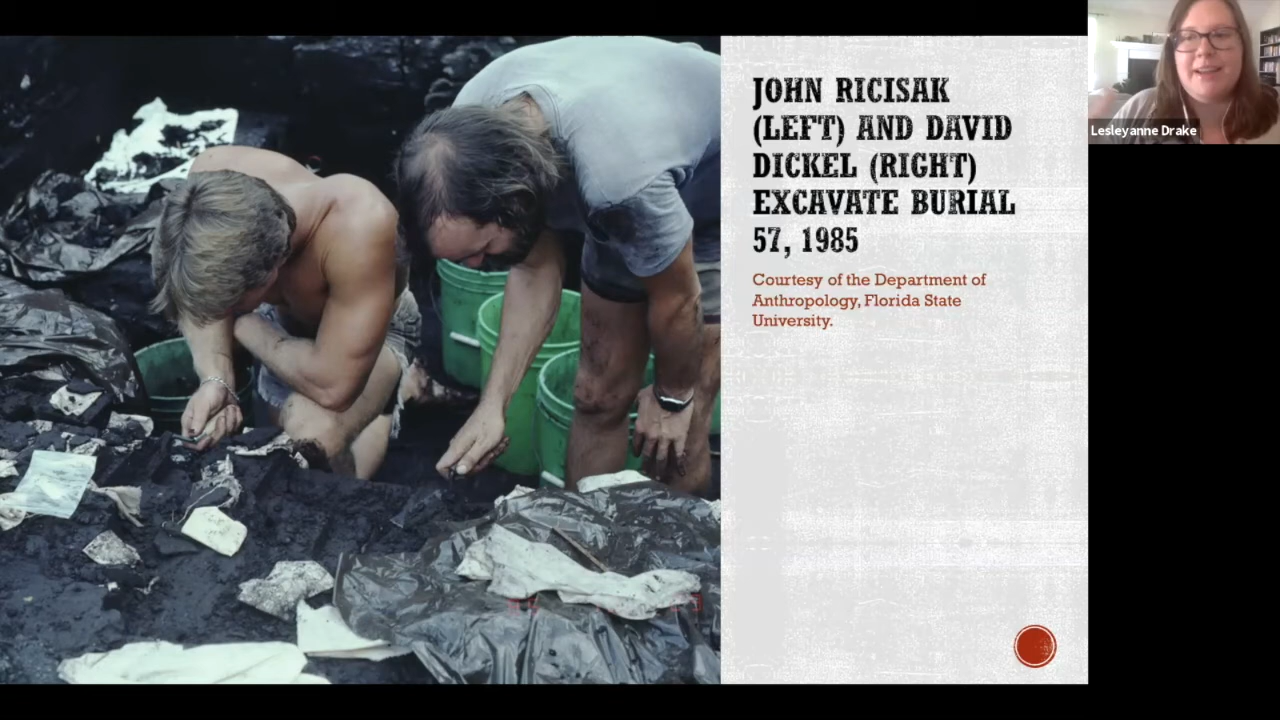 JOHN RICISAK
(LEFT) AND DAVID
DICKEL (RIGHT)
EXCAVATE BURIAL
57, 1985
Courtesy of the Department of
Anthropology, Florida State
University.
Lesleyanne Drake